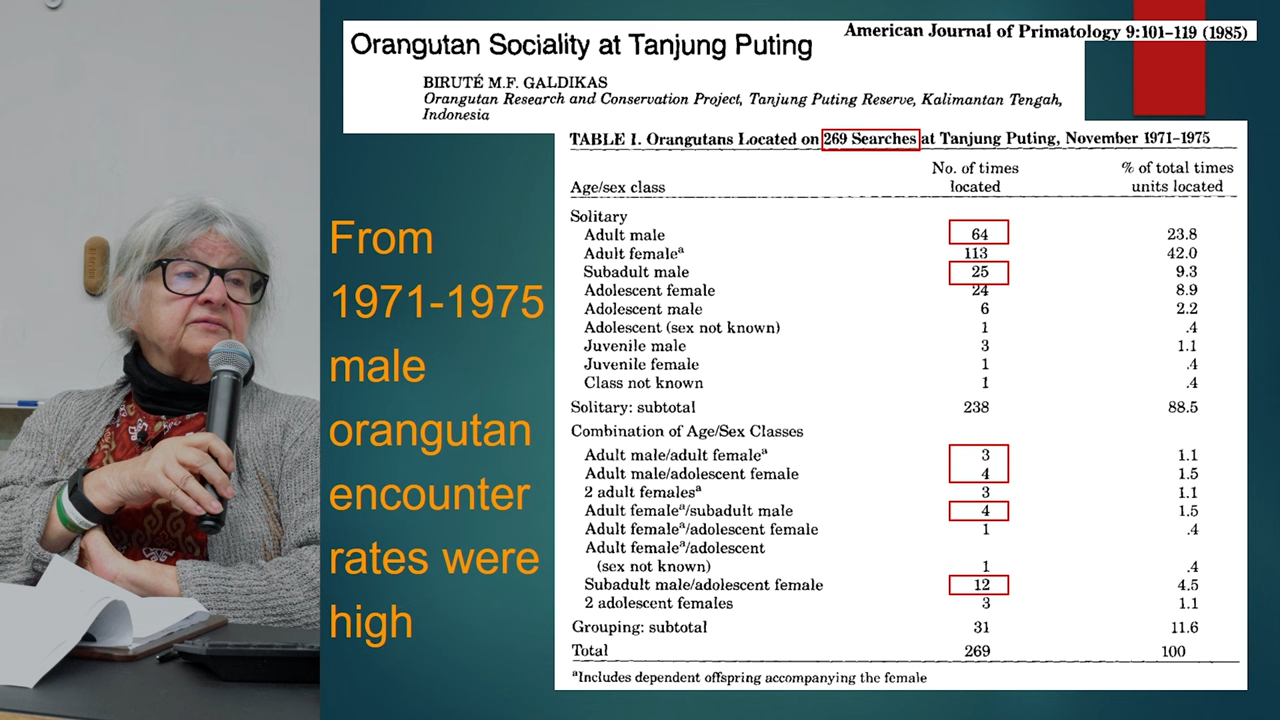 Orangutan Sociality at Tanjung Puting
American Journal of Primatology 9:101–119 (1985)
BIRUTÉ M.F. GALDIKAS
Orangutan Research and Conservation Project, Tanjung Puting Reserve, Kalimantan Tengah,
Indonesia
From
1971-1975
male
orangutan
encounter
rates were
high
TABLE I. Orangutans Located on 269 Searches at Tanjung Puting, November 1971–1975
Age/sex class No. of times located % of total times units located
Solitary
Adult male 64 23.8
Adult femaleᵃ 113 42.0
Subadult male 25 9.3
Adolescent female 24 8.9
Adolescent male 6 2.2
Adolescent (sex not known) 1 .4
Juvenile male 3 1.1
Juvenile female 1 .4
Class not known 1 .4
Solitary: subtotal 238 88.5
Combination of Age/Sex Classes
Adult male/adult femaleᵃ 3 1.1
Adult male/adolescent female 4 1.5
2 adult femalesᵃ 3 1.1
Adult femaleᵃ/subadult male 4 1.5
Adult femaleᵃ/adolescent female 1 .4
Adult femaleᵃ/adolescent
(sex not known) 1 .4
Subadult male/adolescent female 12 4.5
2 adolescent females 3 1.1
Grouping: subtotal 31 11.6
Total 269 100
ᵃIncludes dependent offspring accompanying the female